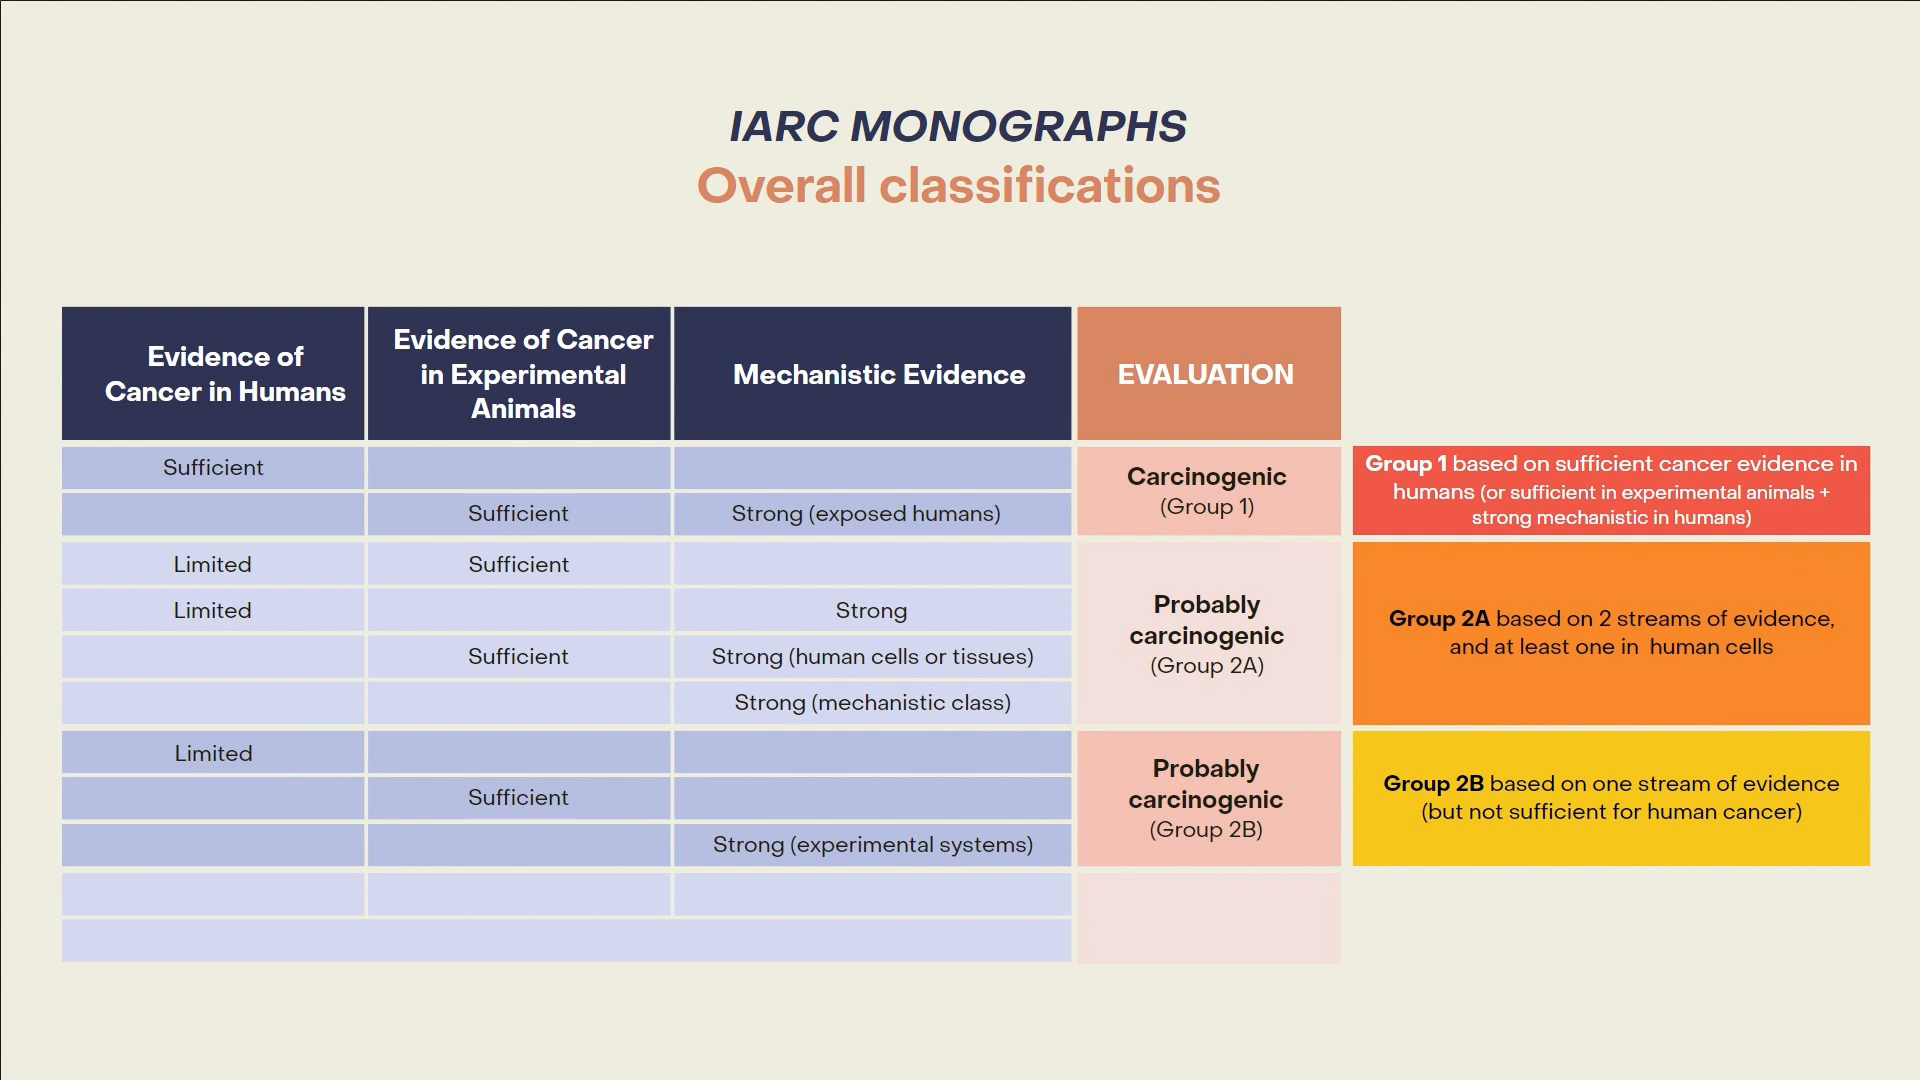 IARC MONOGRAPHS
Overall classifications
Evidence of
Cancer in Humans
Evidence of Cancer
in Experimental
Animals
Mechanistic Evidence
EVALUATION
Sufficient
Carcinogenic
(Group 1)
Group 1 based on sufficient cancer evidence in
humans (or sufficient in experimental animals +
strong mechanistic in humans)
Sufficient
Strong (exposed humans)
Limited
Sufficient
Probably
carcinogenic
(Group 2A)
Group 2A based on 2 streams of evidence,
and at least one in human cells
Limited
Strong
Sufficient
Strong (human cells or tissues)
Strong (mechanistic class)
Limited
Probably
carcinogenic
(Group 2B)
Group 2B based on one stream of evidence
(but not sufficient for human cancer)
Sufficient
Strong (experimental systems)